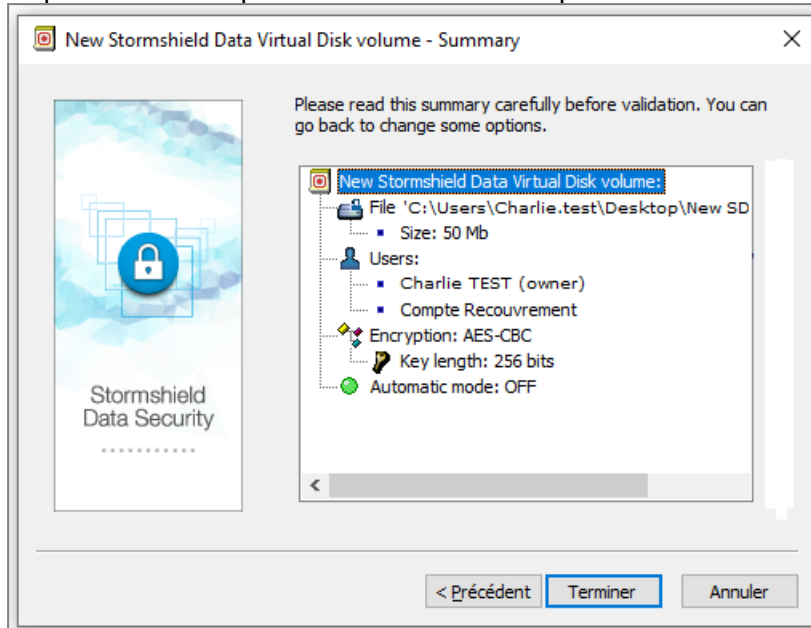 New Stormshield Data Virtual Disk volume - Summary
Please read this summary carefully before validation. You can
go back to change some options.
New Stormshield Data Virtual Disk volume:
File 'C:\Users\Charlie.test\Desktop\New SD
Size: 50 Mb
Users:
Charlie TEST (owner)
Compte Recouvrement
Encryption: AES-CBC
Key length: 256 bits
Automatic mode: OFF
Stormshield
Data Security
< Précédent
Terminer
Annuler